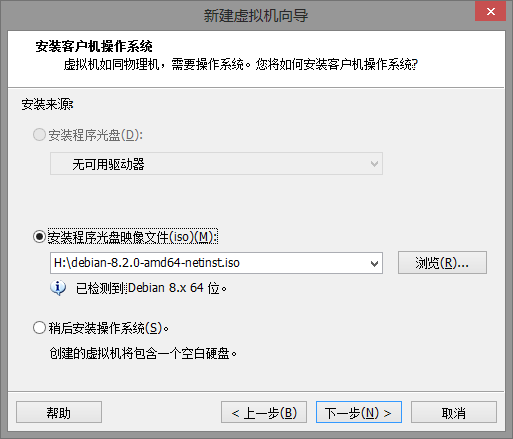 新建虚拟机向导
安装客户机操作系统
虚拟机如同物理机，需要操作系统。您将如何安装客户机操作系统?
安装来源:
安装程序光盘(D):
无可用驱动器
安装程序光盘映像文件(iso)(M):
H:\debian-8.2.0-amd64-netinst.iso
浏览(R)...
已检测到 Debian 8.x 64 位。
稍后安装操作系统(S)。
创建的虚拟机将包含一个空白硬盘。
帮助
< 上一步(B)
下一步(N) >
取消